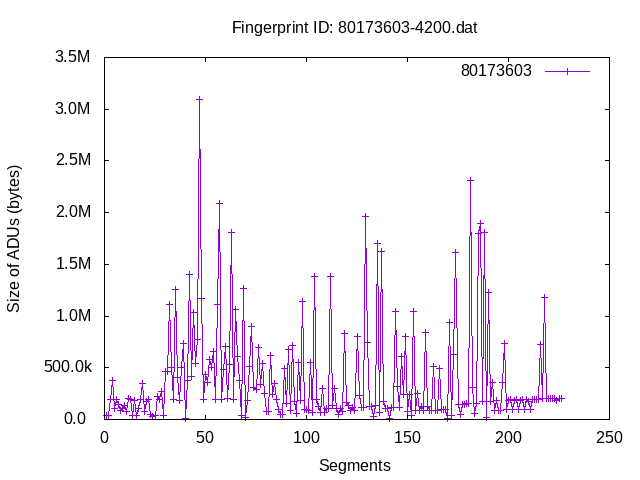 Fingerprint ID: 80173603-4200.dat
80173603
3.5M
3.0M
2.5M
2.0M
1.5M
1.0M
500.0k
0.0
0 50 100 150 200 250
Size of ADUs (bytes)
Segments